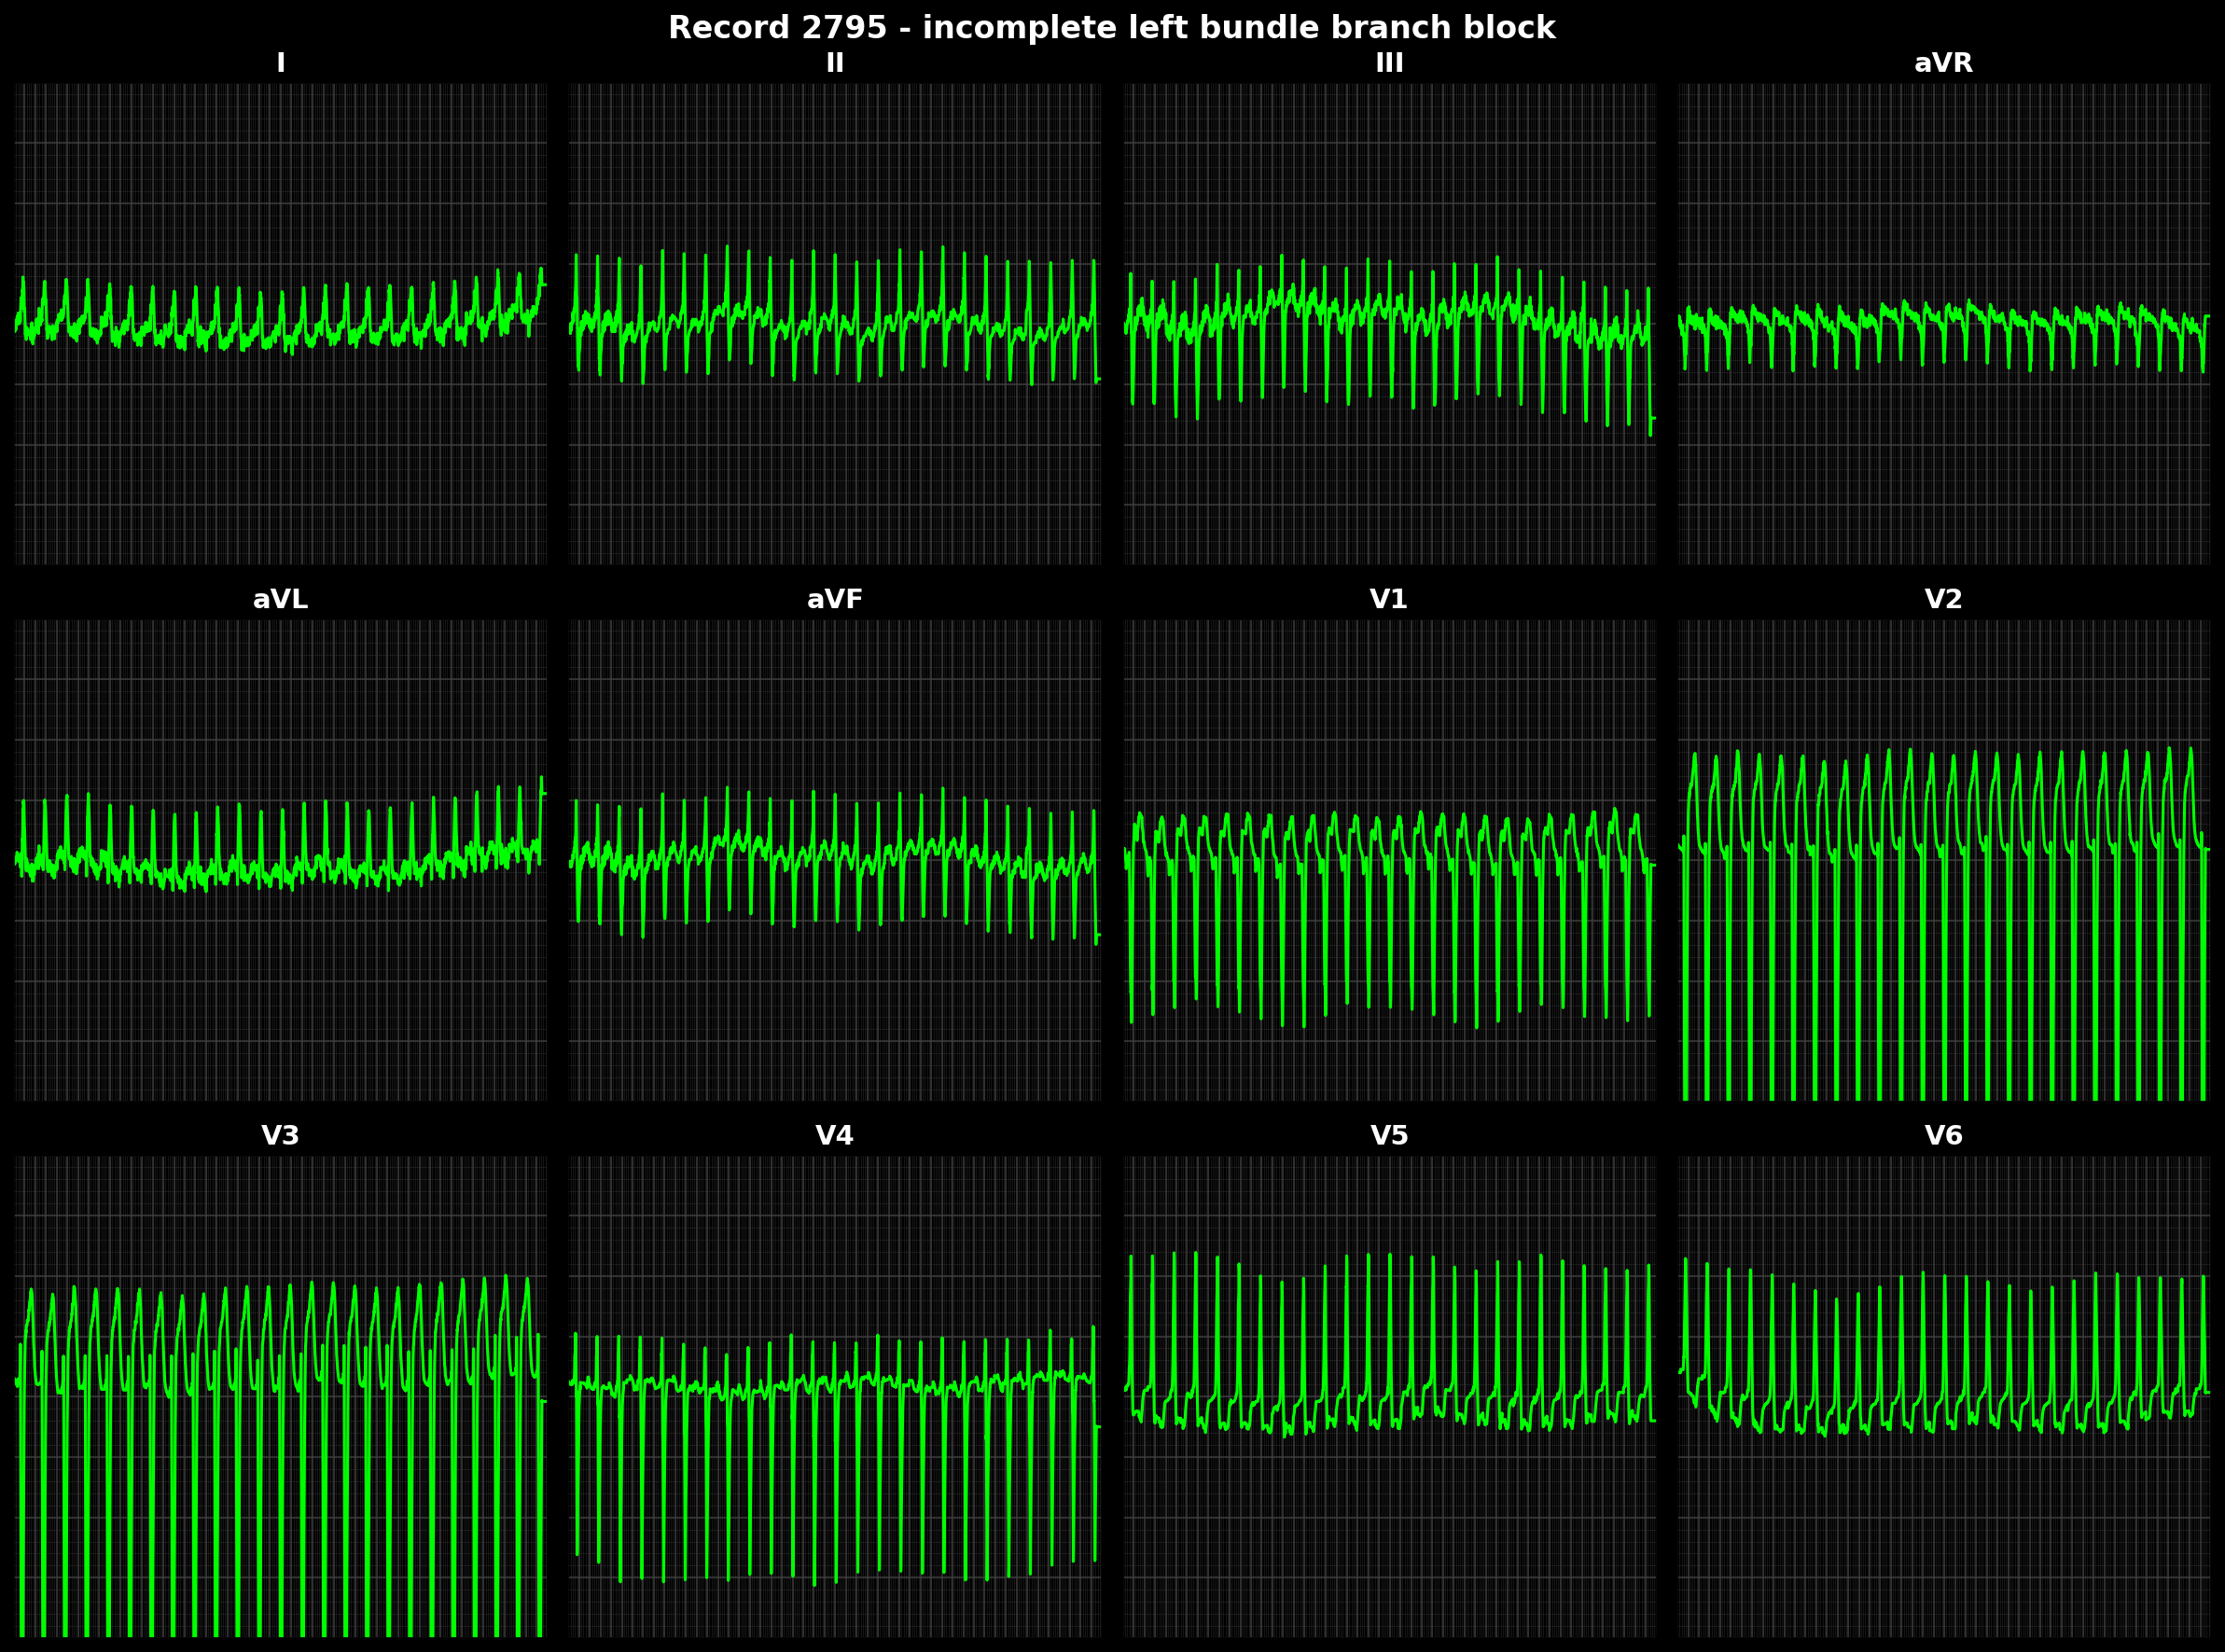 Record 2795 - incomplete left bundle branch block
I II III aVR
aVL aVF V1 V2
V3 V4 V5 V6